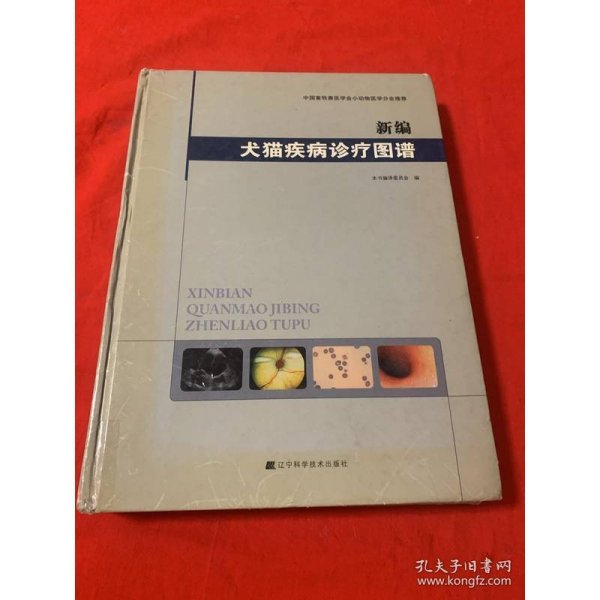 中国畜牧兽医学会小动物医学分会推荐
新编
犬猫疾病诊疗图谱
本书编译委员会 编
XINBIAN
QUANMAO JIBING
ZHENLIAO TUPU
辽宁科学技术出版社
孔夫子旧书网
www.kongfz.com